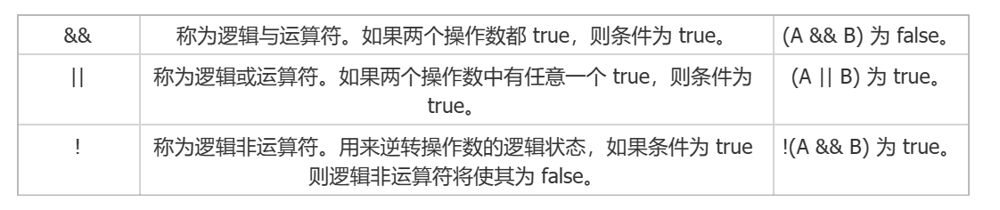 && 称为逻辑与运算符。如果两个操作数都 true，则条件为 true。 (A && B) 为 false。
|| 称为逻辑或运算符。如果两个操作数中有任意一个 true，则条件为 (A || B) 为 true。
true。
! 称为逻辑非运算符。用来逆转操作数的逻辑状态，如果条件为 true !(A && B) 为 true。
则逻辑非运算符将使其为 false。